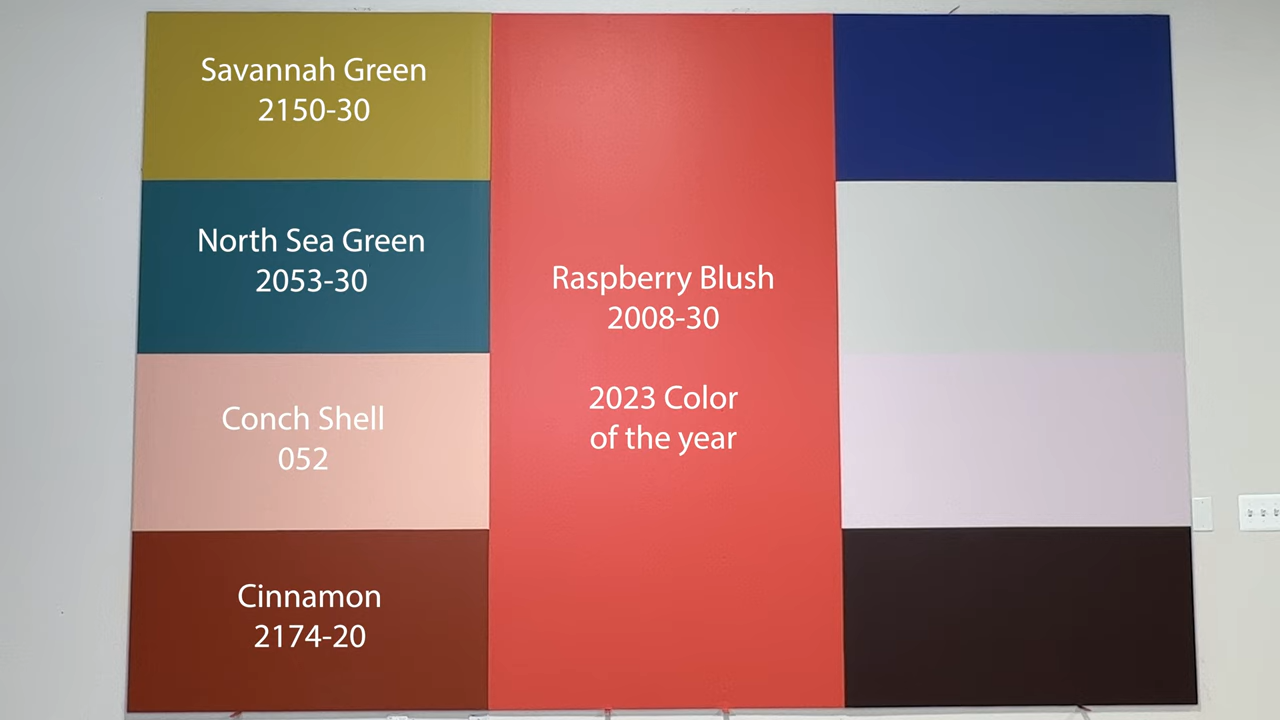 Savannah Green
2150-30
North Sea Green
2053-30
Conch Shell
052
Cinnamon
2174-20
Raspberry Blush
2008-30
2023 Color
of the year